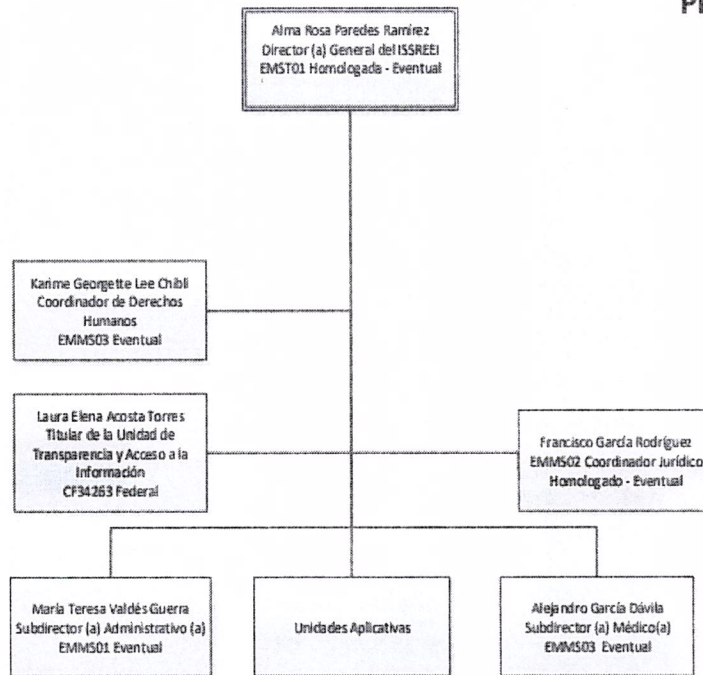 Alma Rosa Paredes Ramírez
Director (a) General del ISSREEI
EMST01 Homologada - Eventual
Karime Georgette Lee Chibli
Coordinador de Derechos
Humanos
EMMS03 Eventual
Laura Elena Acosta Torres
Titular de la Unidad de
Transparencia y Acceso a la
Información
CF34263 Federal
Francisco García Rodríguez
EMMS02 Coordinador Jurídico
Homologado - Eventual
María Teresa Valdés Guerra
Subdirector (a) Administrativo (a)
EMMS01 Eventual
Unidades Aplicativas
Alejandro García Dávila
Subdirector (a) Médico(a)
EMMS03 Eventual